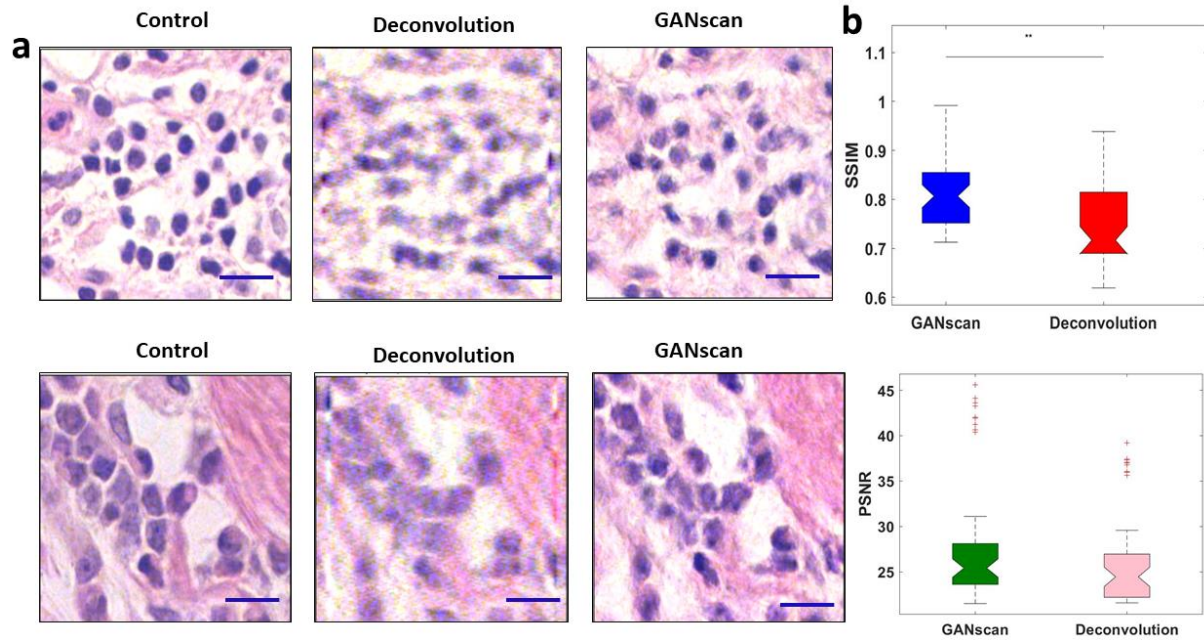 a
Control
Deconvolution
GANscan
Control
Deconvolution
GANscan
b
**
SSIM
1.1
1
0.9
0.8
0.7
0.6
GANscan
Deconvolution
PSNR
45
40
35
30
25
GANscan
Deconvolution